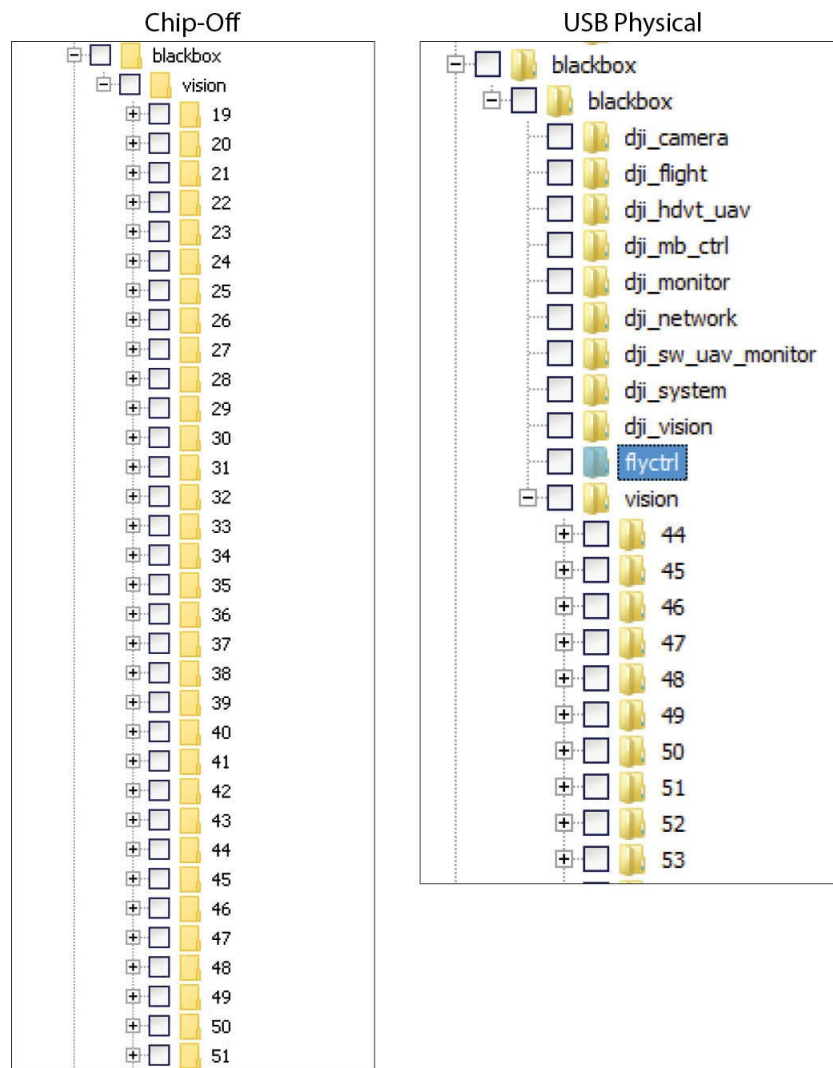 Chip-Off
blackbox
vision
19
20
21
22
23
24
25
26
27
28
29
30
31
32
33
34
35
36
37
38
39
40
41
42
43
44
45
46
47
48
49
50
51
USB Physical
blackbox
blackbox
dji_camera
dji_flight
dji_hdvt_uav
dji_mb_ctrl
dji_monitor
dji_network
dji_sw_uav_monitor
dji_system
dji_vision
flyctrl
vision
44
45
46
47
48
49
50
51
52
53